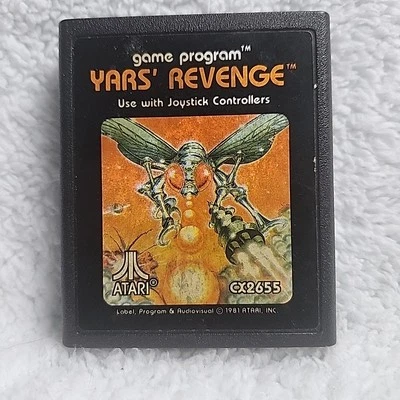 game program™
YARS' REVENGE™
Use with Joystick Controllers
ATARI®
CX2655
Label, Program & Audiovisual © 1981 ATARI, INC.